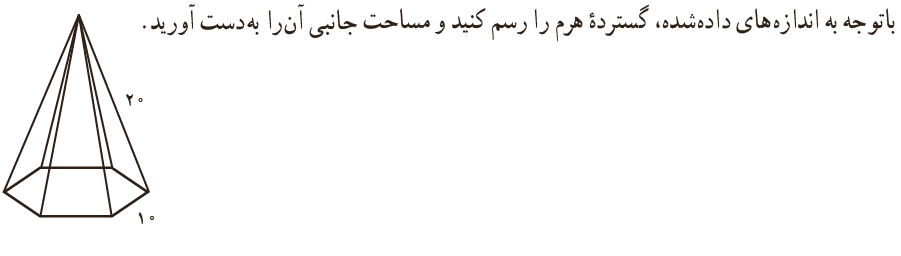 باتوجه به اندازه‌های داده‌شده، گستردهٔ هرم را رسم کنید و مساحت جانبی آن‌را به‌دست آورید.
۲۰
۱۰